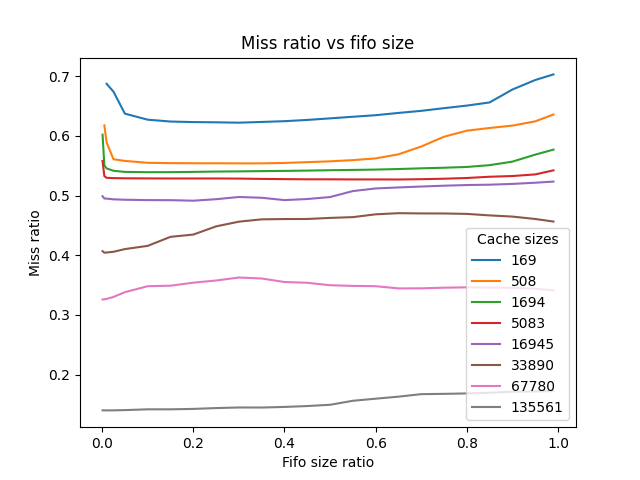 Miss ratio vs fifo size
Miss ratio
0.7
0.6
0.5
0.4
0.3
0.2
Cache sizes
169
508
1694
5083
16945
33890
67780
135561
0.0 0.2 0.4 0.6 0.8 1.0
Fifo size ratio